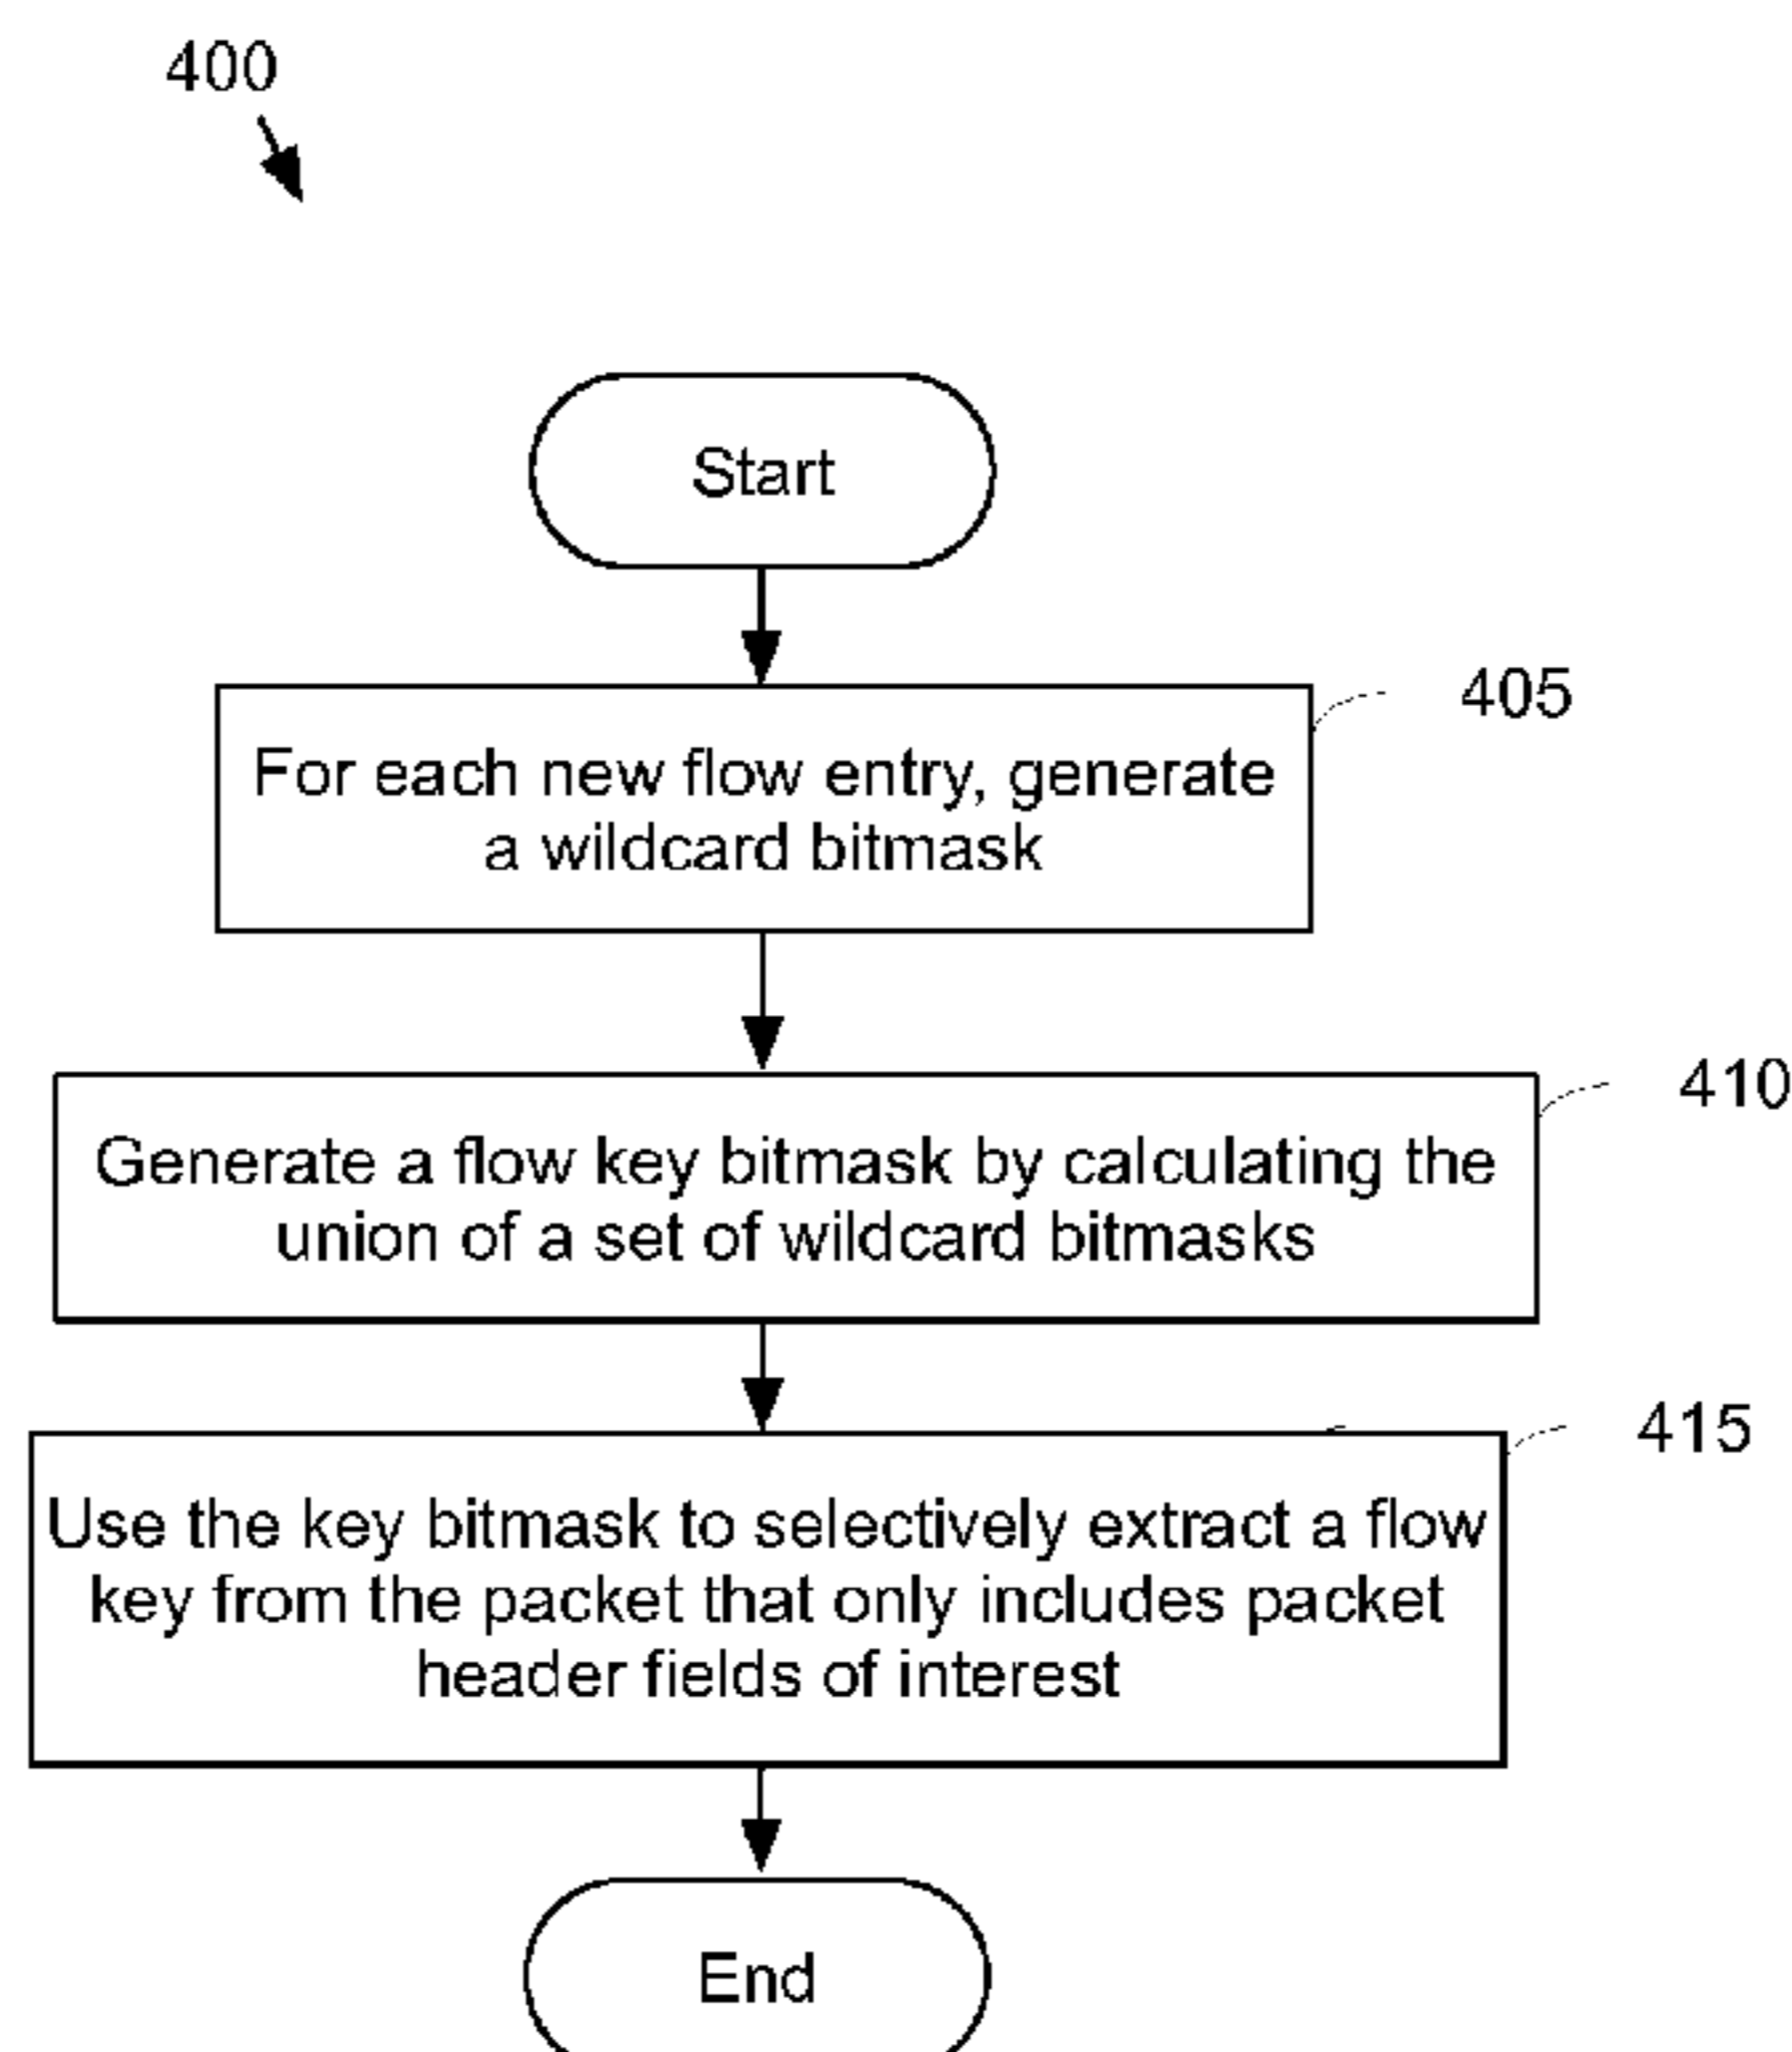 400
Start
405
For each new flow entry, generate
a wildcard bitmask
410
Generate a flow key bitmask by calculating the
union of a set of wildcard bitmasks
415
Use the key bitmask to selectively extract a flow
key from the packet that only includes packet
header fields of interest
End